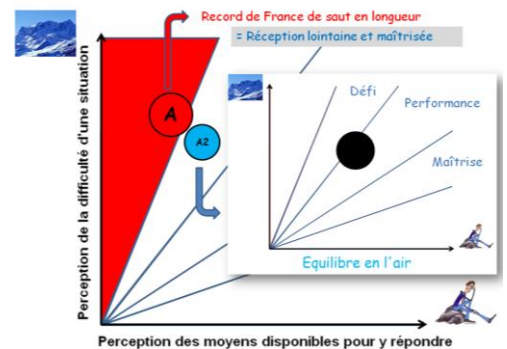 Record de France de saut en longueur
= Réception lointaine et maîtrisée
Perception de la difficulté d'une situation
A
A2
Défi
Performance
Maîtrise
Equilibre en l'air
Perception des moyens disponibles pour y répondre